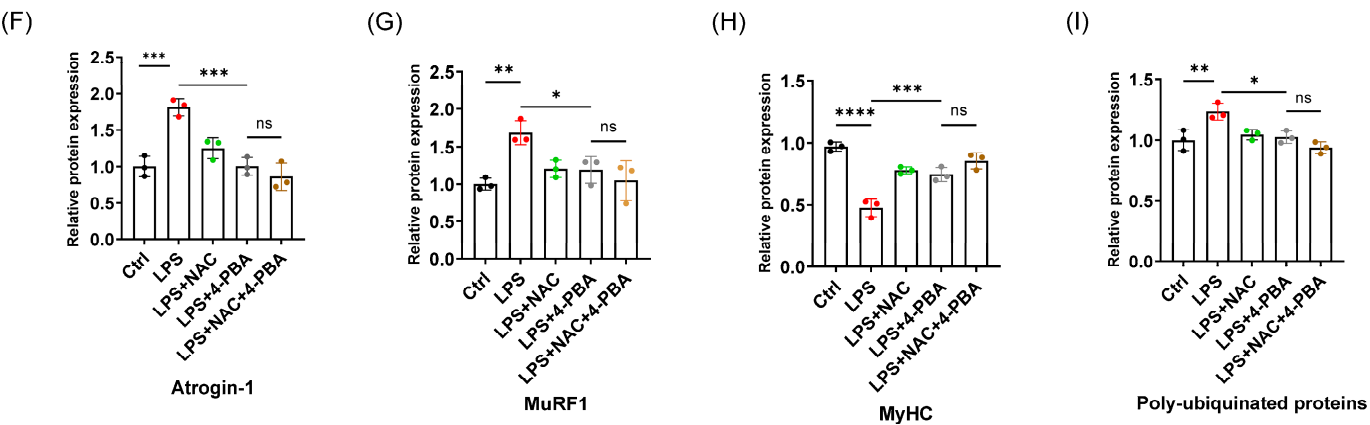 (F)
Relative protein expression
2.5
2.0
1.5
1.0
0.5
0.0
***
***
ns
Ctrl
LPS
LPS+NAC
LPS+4-PBA
LPS+NAC+4-PBA
Atrogin-1
(G)
Relative protein expression
2.5
2.0
1.5
1.0
0.5
0.0
**
*
ns
Ctrl
LPS
LPS+NAC
LPS+4-PBA
LPS+NAC+4-PBA
MuRF1
(H)
Relative protein expression
1.5
1.0
0.5
0.0
****
***
ns
Ctrl
LPS
LPS+NAC
LPS+4-PBA
LPS+NAC+4-PBA
MyHC
(I)
Relative protein expression
1.5
1.0
0.5
0.0
**
*
ns
Ctrl
LPS
LPS+NAC
LPS+4-PBA
LPS+NAC+4-PBA
Poly-ubiquinated proteins